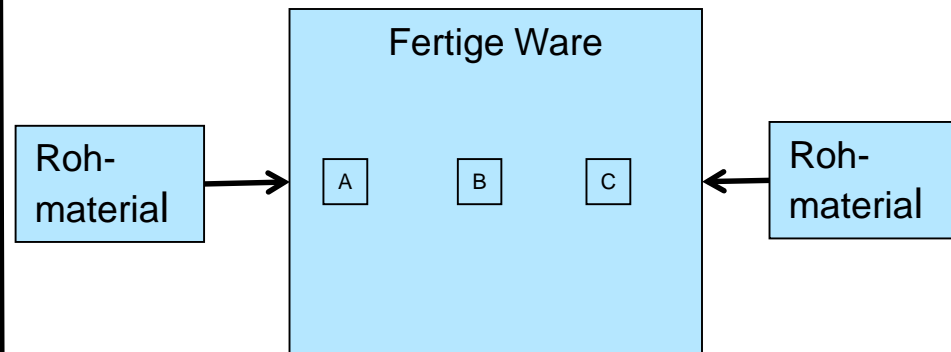 Fertige Ware
Roh-
material
A
B
C
Roh-
material